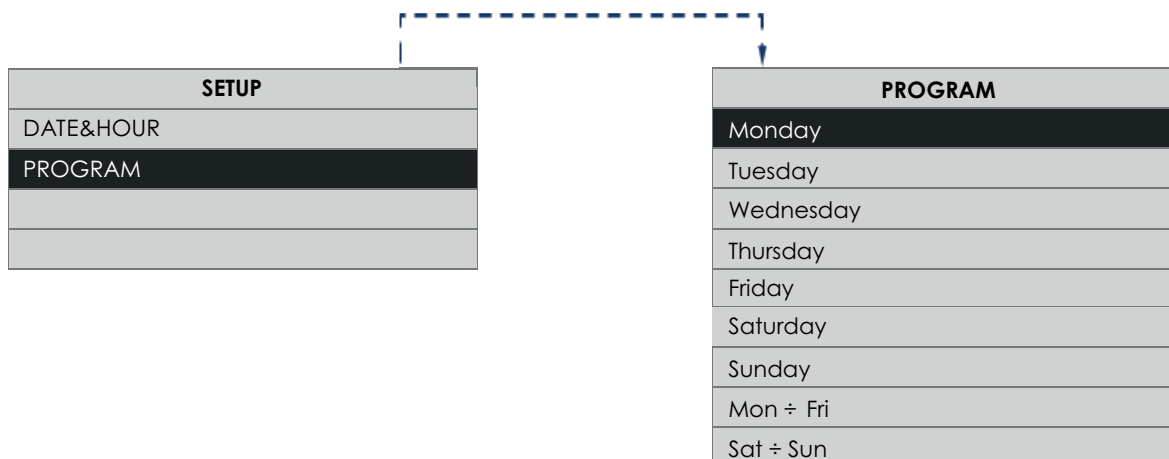 SETUP
DATE&HOUR
PROGRAM
PROGRAM
Monday
Tuesday
Wednesday
Thursday
Friday
Saturday
Sunday
Mon ÷ Fri
Sat ÷ Sun